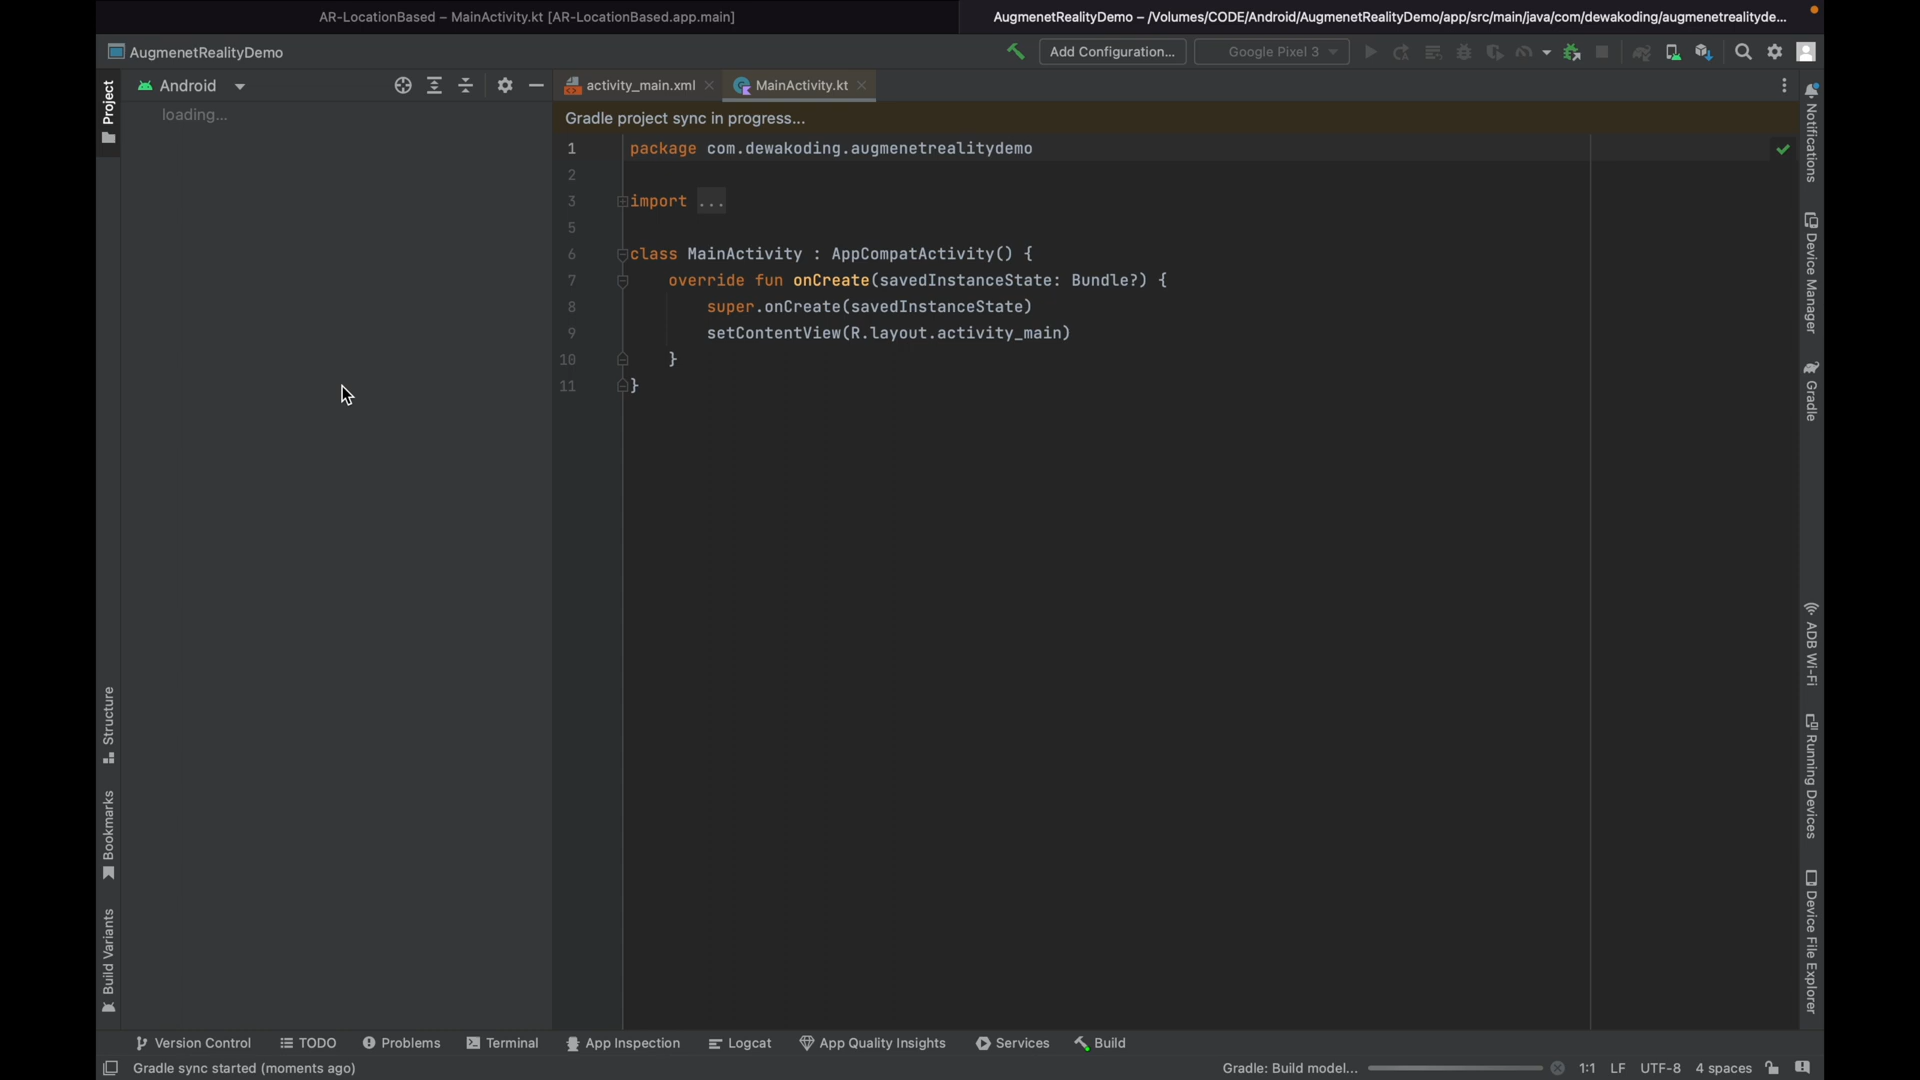 AR-LocationBased – MainActivity.kt [AR-LocationBased.app.main]
AugmenetRealityDemo – /Volumes/CODE/Android/AugmenetRealityDemo/app/src/main/java/com/dewakoding/augmenetrealityde...
AugmenetRealityDemo
Add Configuration...
Google Pixel 3
Project
Android
activity_main.xml
MainActivity.kt
loading...
Gradle project sync in progress...
1 package com.dewakoding.augmenetrealitydemo
2
3 import ...
5
6 class MainActivity : AppCompatActivity() {
7 override fun onCreate(savedInstanceState: Bundle?) {
8 super.onCreate(savedInstanceState)
9 setContentView(R.layout.activity_main)
10 }
11 }
Structure
Bookmarks
Build Variants
Notifications
Device Manager
Gradle
ADB Wi-Fi
Running Devices
Device File Explorer
Version Control
TODO
Problems
Terminal
App Inspection
Logcat
App Quality Insights
Services
Build
Gradle sync started (moments ago)
Gradle: Build model...
1:1
LF
UTF-8
4 spaces